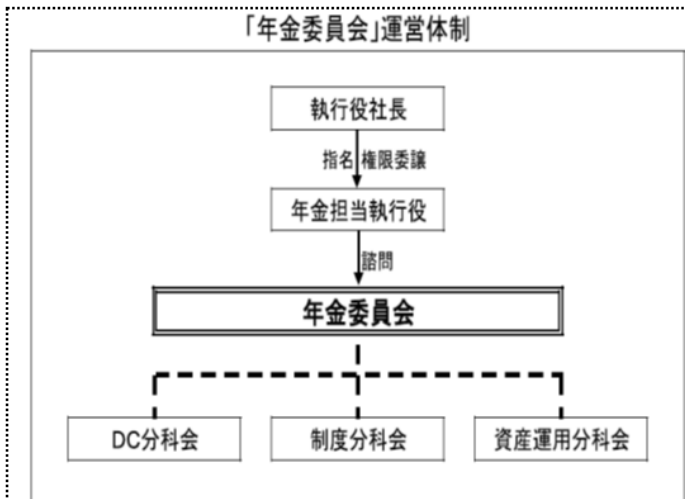 「年金委員会」運営体制
執行役社長
指名 権限委譲
年金担当執行役
諮問
年金委員会
DC分科会
制度分科会
資産運用分科会